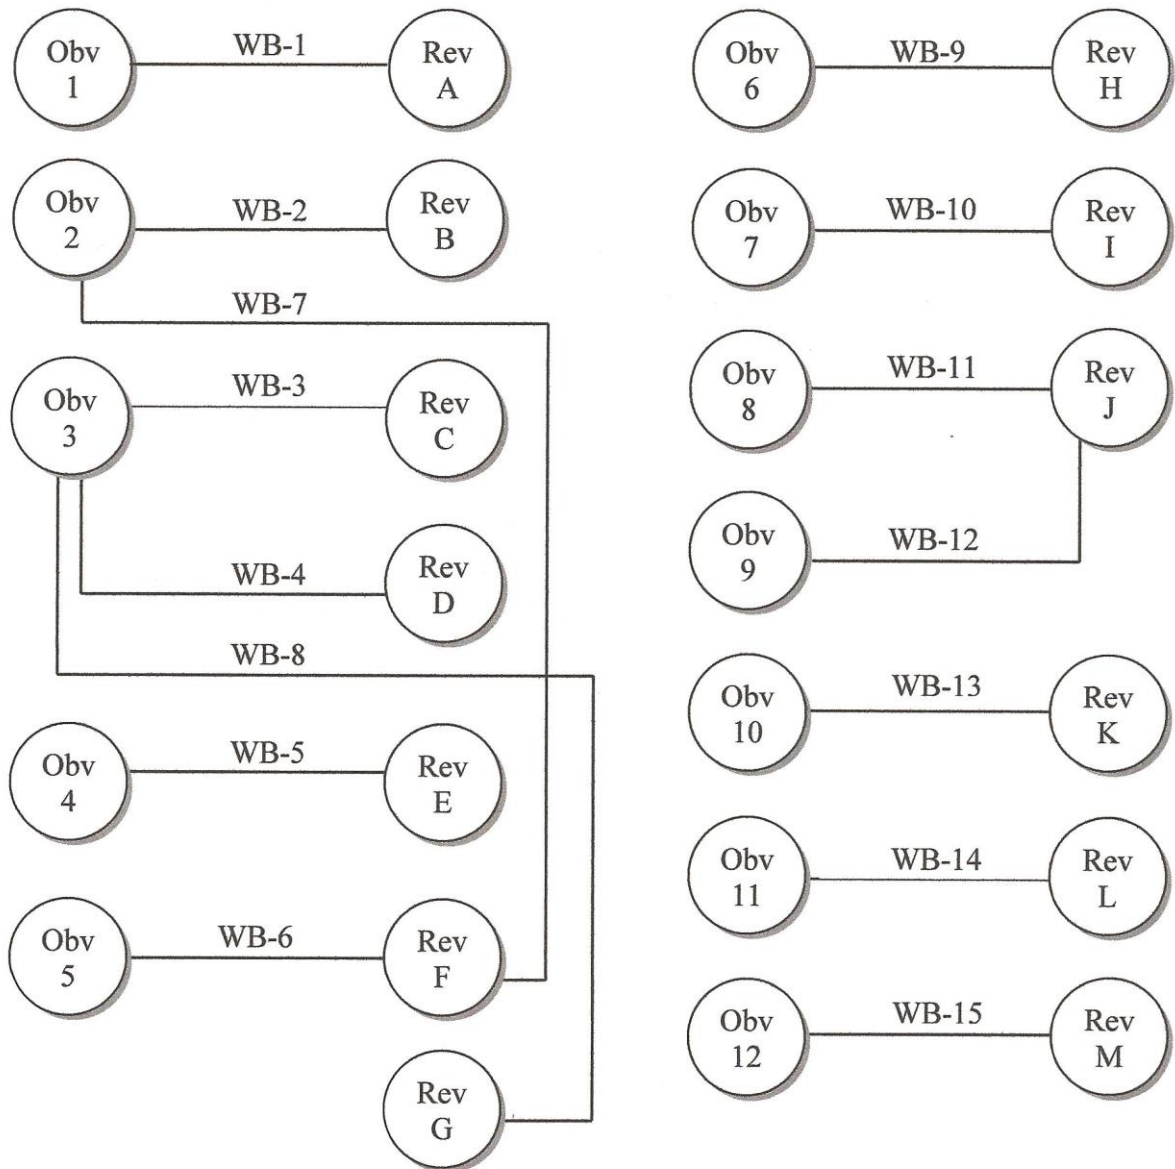 Obv
1
WB-1
Rev
A
Obv
2
WB-2
Rev
B
WB-7
Obv
3
WB-3
Rev
C
WB-4
Rev
D
WB-8
Obv
4
WB-5
Rev
E
Obv
5
WB-6
Rev
F
Rev
G
Obv
6
WB-9
Rev
H
Obv
7
WB-10
Rev
I
Obv
8
WB-11
Rev
J
Obv
9
WB-12
Obv
10
WB-13
Rev
K
Obv
11
WB-14
Rev
L
Obv
12
WB-15
Rev
M